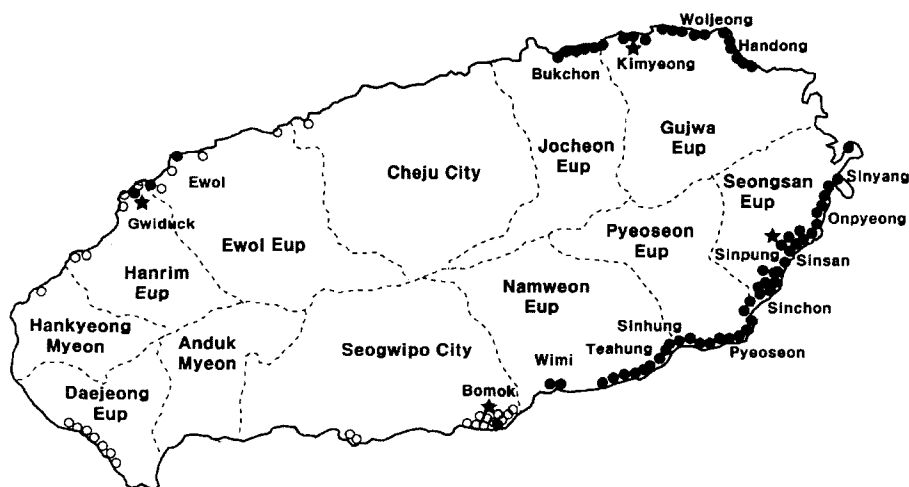 Woljeong
Handong
Bukchon
Kimyeong
Jocheon
Eup
Gujwa
Eup
Cheju City
Ewol
Gwiduck
Ewol Eup
Hanrim
Eup
Hankyeong
Myeon
Anduk
Myeon
Daejeong
Eup
Seogwipo City
Bomok
Namweon
Eup
Wimi
Teahung
Sinhung
Pyeoseon
Eup
Seongsan
Eup
Sinyang
Onpyeong
Sinpung
Sinsan
Sinchon
Pyeoseon